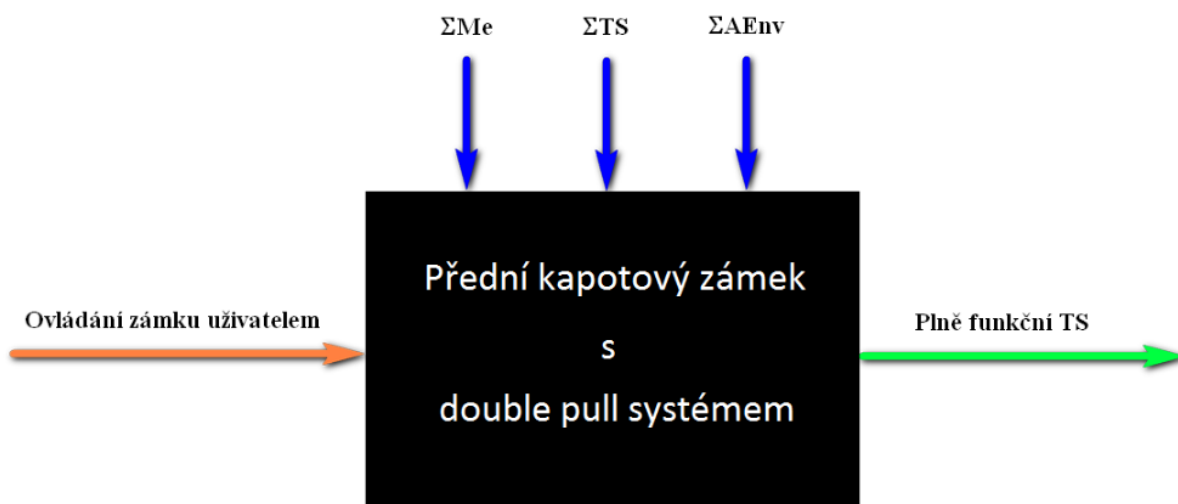 ΣMe ΣTS ΣAEnv
Přední kapotový zámek
s
double pull systémem
Ovládání zámku uživatelem
Plně funkční TS